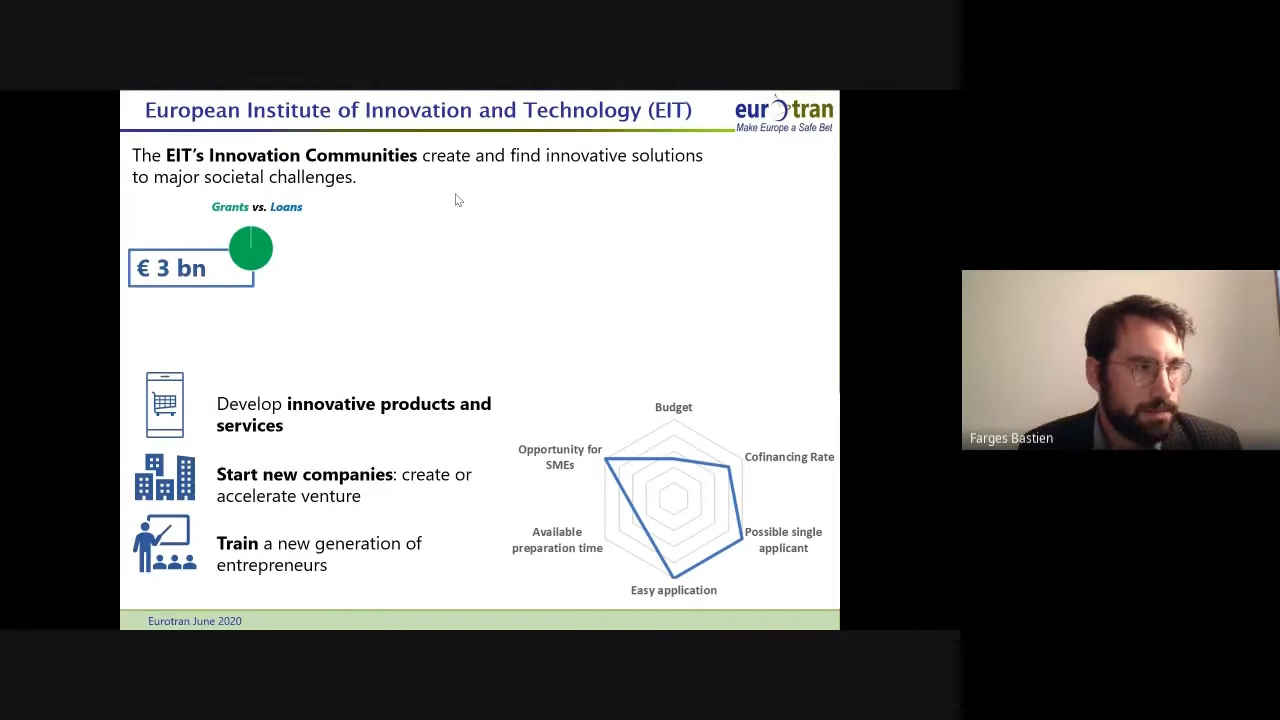 European Institute of Innovation and Technology (EIT)
eurotran
Make Europe a Safe Bet
The EIT's Innovation Communities create and find innovative solutions
to major societal challenges.
Grants vs. Loans
€ 3 bn
Develop innovative products and
services
Start new companies: create or
accelerate venture
Train a new generation of
entrepreneurs
Budget
Opportunity for
SMEs
Cofinancing Rate
Available
preparation time
Possible single
applicant
Easy application
Eurotran June 2020
Farges Bastien